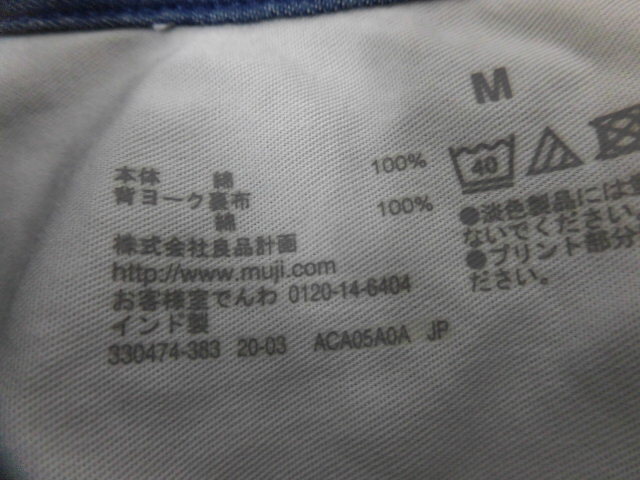 M
本体 綿 100%
背ヨーク裏布
綿 100%
株式会社良品計画
http://www.muji.com
お客様室でんわ 0120-14-6404
インド製
330474-383 20-03 ACA05A0A JP
40
●淡色製品には
ないでください
●プリント部分
ださい。